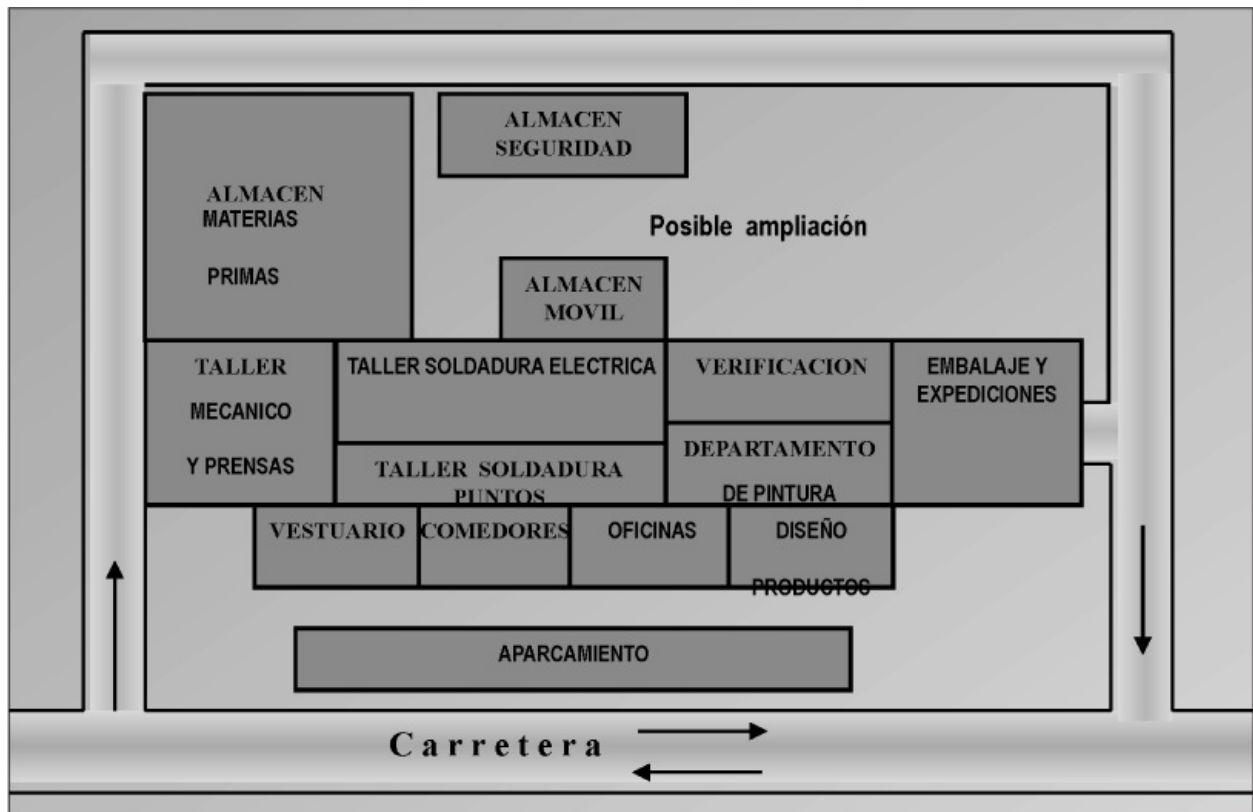 ALMACEN
SEGURIDAD
ALMACEN
MATERIAS
PRIMAS
Posible ampliación
ALMACEN
MOVIL
TALLER
MECANICO
Y PRENSAS
TALLER SOLDADURA ELECTRICA
VERIFICACION
EMBALAJE Y
EXPEDICIONES
TALLER SOLDADURA
PUNTOS
DEPARTAMENTO
DE PINTURA
VESTUARIO
COMEDORES
OFICINAS
DISEÑO
PRODUCTOS
APARCAMIENTO
Carretera